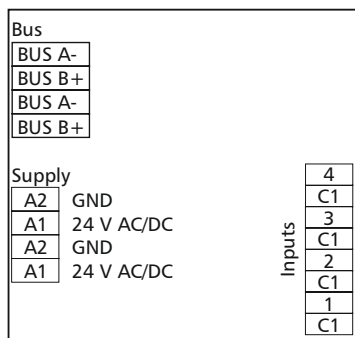 Bus
BUS A-
BUS B+
BUS A-
BUS B+
Supply
A2 GND
A1 24 V AC/DC
A2 GND
A1 24 V AC/DC
Inputs
4
C1
3
C1
2
C1
1
C1